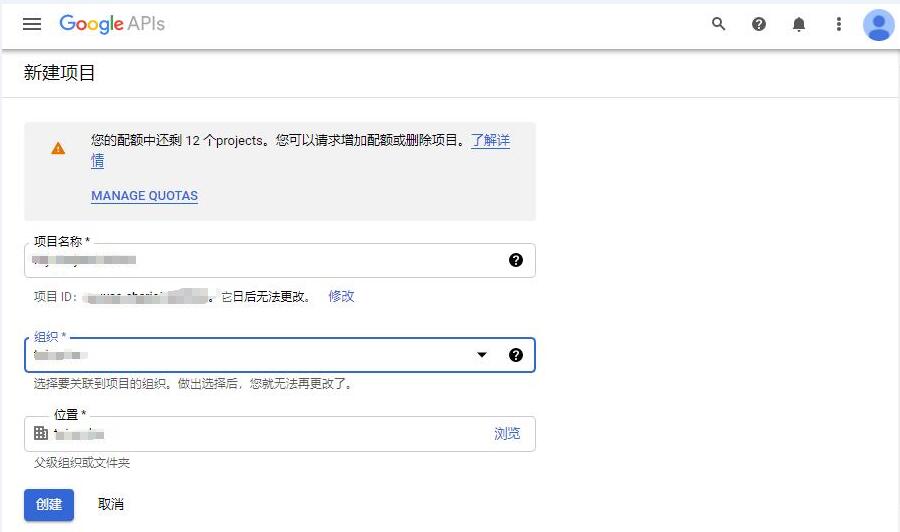 Google APIs
新建项目
您的配额中还剩 12 个projects。您可以请求增加配额或删除项目。了解详
情
MANAGE QUOTAS
项目名称 *
项目 ID: 。它日后无法更改。 修改
组织 *
选择要关联到项目的组织。做出选择后，您就无法再更改了。
位置 *
浏览
父级组织或文件夹
创建 取消